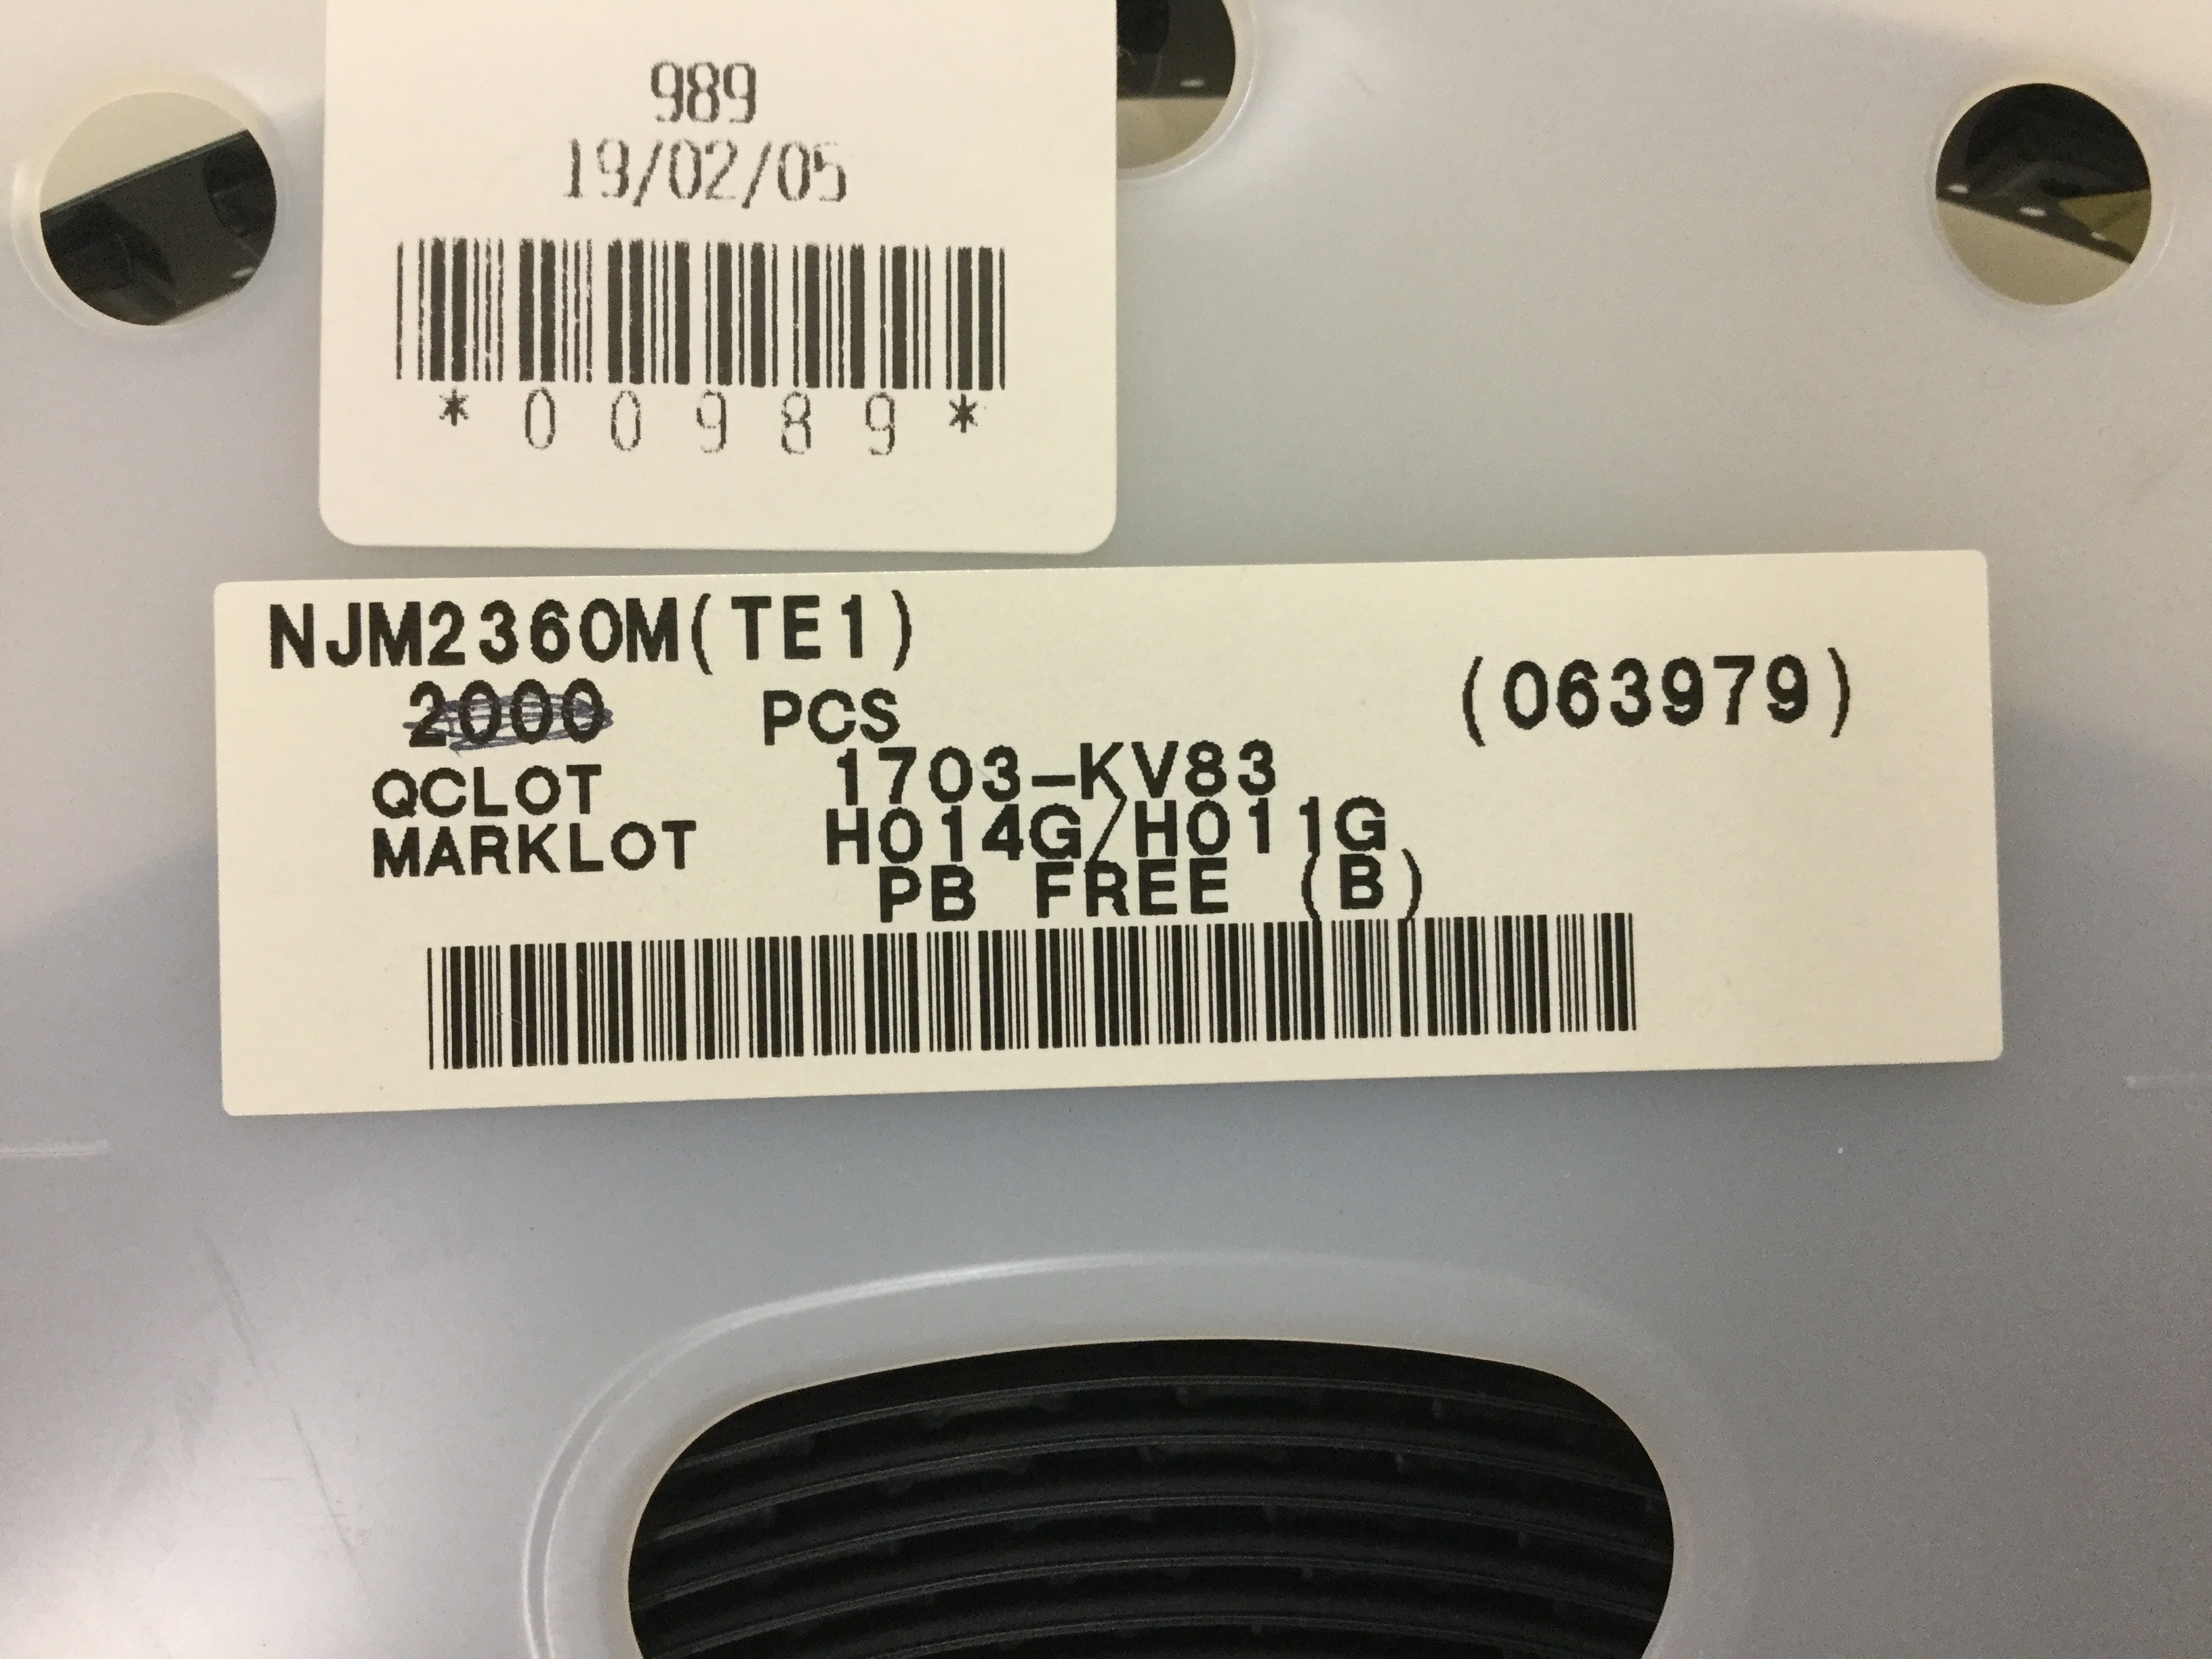 989
19/02/05
*00989*
NJM2360M(TE1)
2000 PCS (063979)
QCLOT 1703-KV83
MARKLOT H014G/H011G
PB FREE (B)